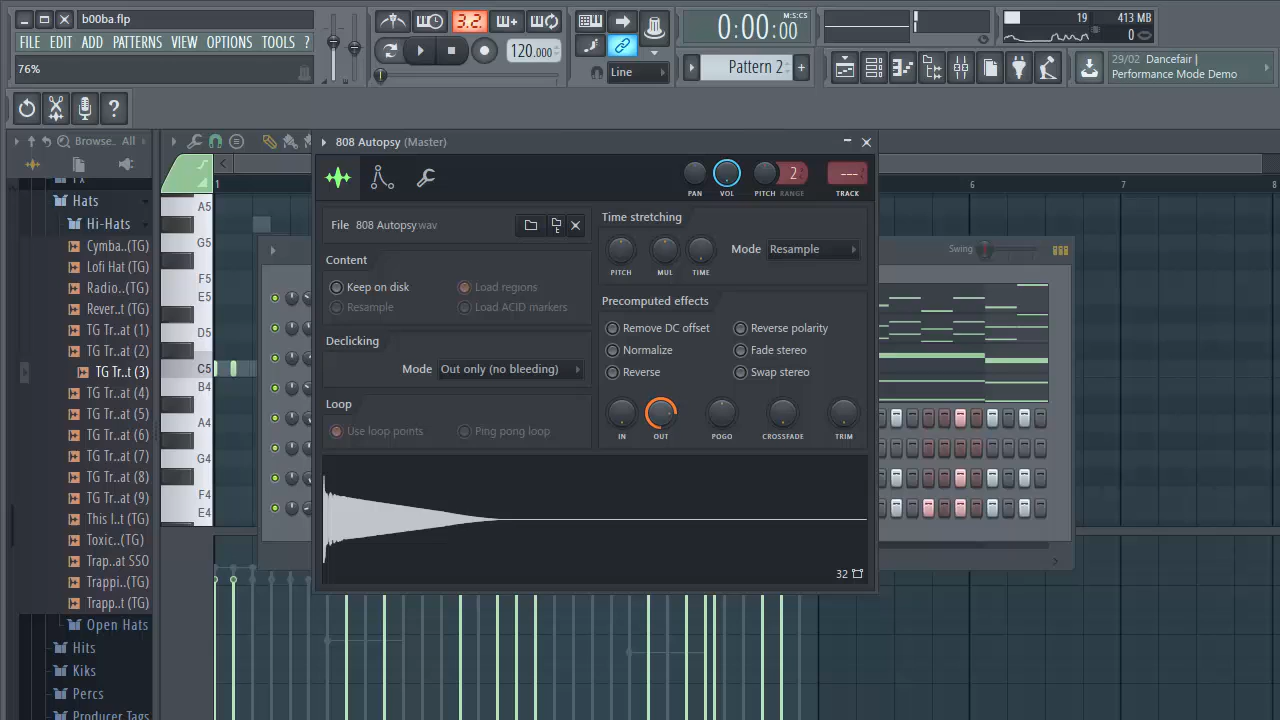 b00ba.flp
FILE EDIT ADD PATTERNS VIEW OPTIONS TOOLS ?
76%
3.2.
120.000
Line
0:00:00
M:S:CS
Pattern 2
19
413 MB
0
29/02 Dancefair |
Performance Mode Demo
Browse.. All
Hats
Hi-Hats
Cymba..(TG)
Lofi Hat (TG)
Radio..(TG)
Rever..t (TG)
TG Tr..at (1)
TG Tr..at (2)
TG Tr..t (3)
TG Tr..at (4)
TG Tr..at (5)
TG Tr..at (6)
TG Tr..at (7)
TG Tr..at (8)
TG Tr..at (9)
This l..t (TG)
Toxic..(TG)
Trap..at SSO
Trappi..(TG)
Trapp..t (TG)
Open Hats
Hits
Kiks
Percs
Producer Tags
A5
G5
F5
E5
D5
C5
B4
A4
G4
F4
E4
1
6
7
8
808 Autopsy (Master)
PAN VOL PITCH RANGE TRACK
2
---
File 808 Autopsy.wav
Content
Keep on disk
Load regions
Resample
Load ACID markers
Declicking
Mode Out only (no bleeding)
Loop
Use loop points
Ping pong loop
Time stretching
PITCH MUL TIME
Mode Resample
Precomputed effects
Remove DC offset
Reverse polarity
Normalize
Fade stereo
Reverse
Swap stereo
IN OUT POGO CROSSFADE TRIM
32
Swing